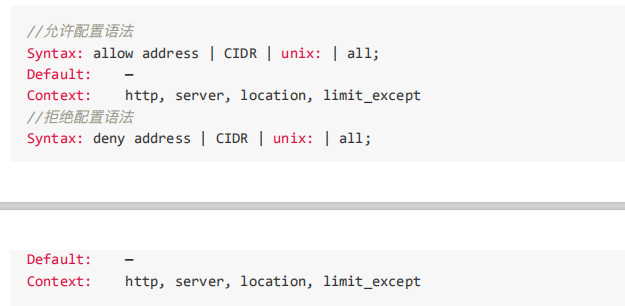 //允许配置语法
Syntax: allow address | CIDR | unix: | all;
Default:    —
Context:    http, server, location, limit_except
//拒绝配置语法
Syntax: deny address | CIDR | unix: | all;
Default:    —
Context:    http, server, location, limit_except